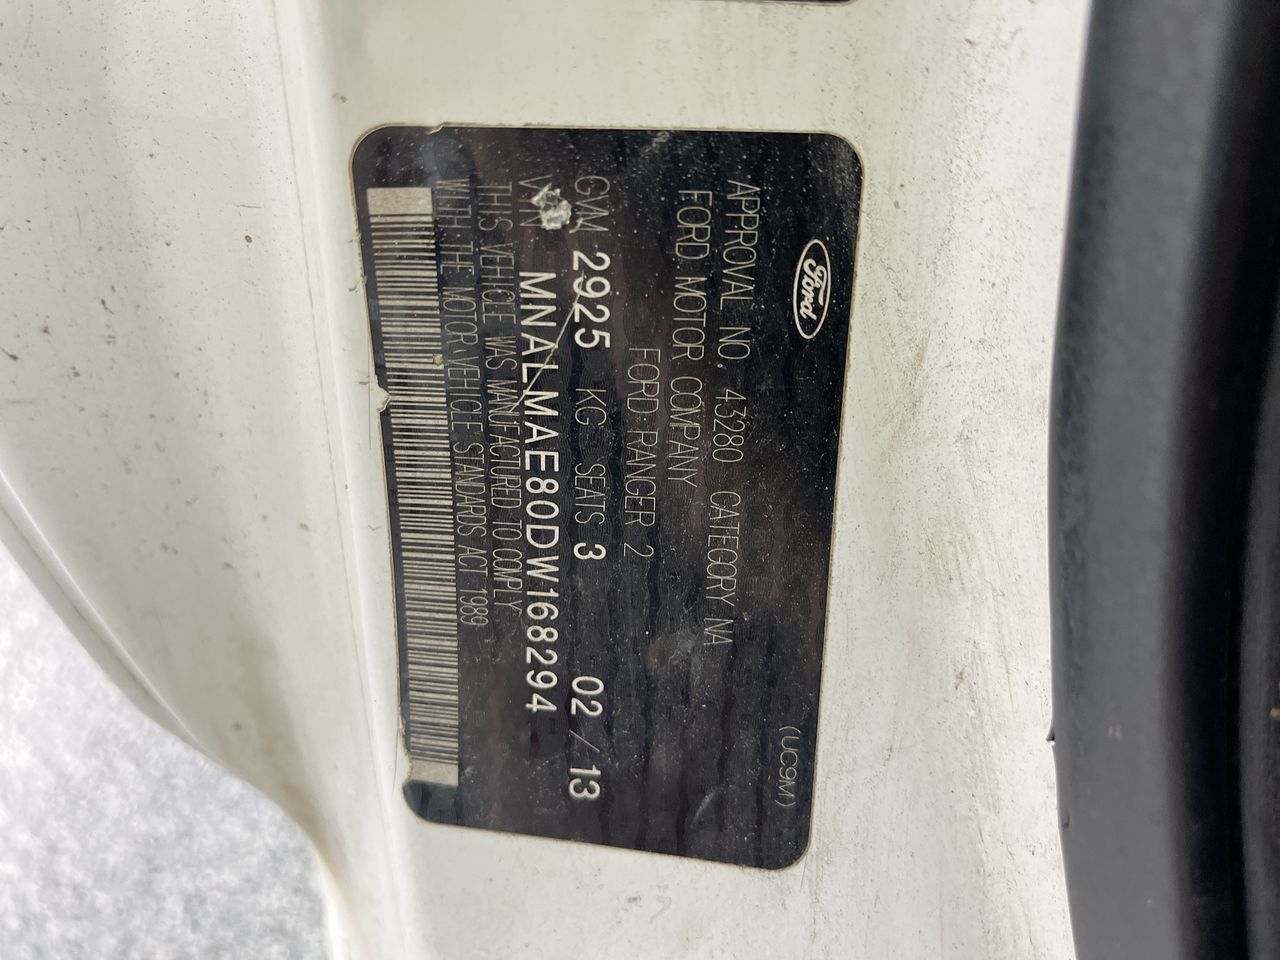 Ford
APPROVAL NO. 43280 CATEGORY NA (UC9M)
FORD MOTOR COMPANY
FORD RANGER 2
GVM 2925 KG SEATS 3 02 / 13
VIN MNALMAE80DW168294
THIS VEHICLE WAS MANUFACTURED TO COMPLY
WITH THE MOTOR VEHICLE STANDARDS ACT 1989